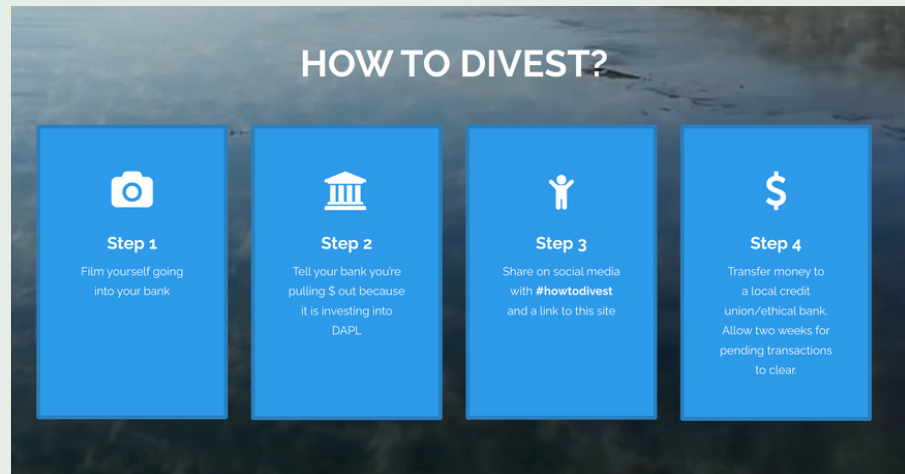 HOW TO DIVEST?
Step 1
Film yourself going
into your bank
Step 2
Tell your bank you're
pulling $ out because
it is investing into
DAPL
Step 3
Share on social media
with #howtodivest
and a link to this site
Step 4
Transfer money to
a local credit
union/ethical bank.
Allow two weeks for
pending transactions
to clear.